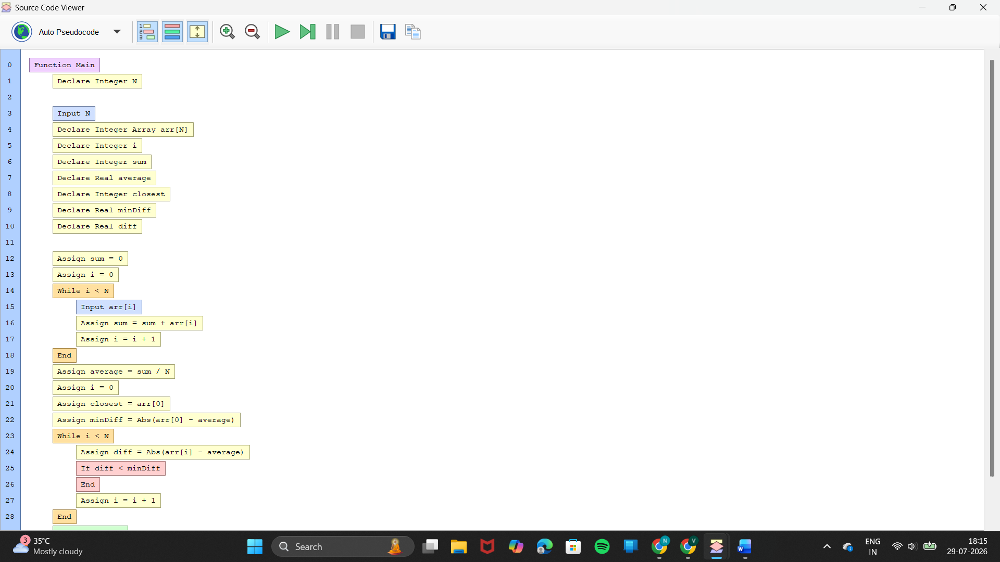 Source Code Viewer
Auto Pseudocode
0 Function Main
1 Declare Integer N
2
3 Input N
4 Declare Integer Array arr[N]
5 Declare Integer i
6 Declare Integer sum
7 Declare Real average
8 Declare Integer closest
9 Declare Real minDiff
10 Declare Real diff
11
12 Assign sum = 0
13 Assign i = 0
14 While i < N
15 Input arr[i]
16 Assign sum = sum + arr[i]
17 Assign i = i + 1
18 End
19 Assign average = sum / N
20 Assign i = 0
21 Assign closest = arr[0]
22 Assign minDiff = Abs(arr[0] - average)
23 While i < N
24 Assign diff = Abs(arr[i] - average)
25 If diff < minDiff
26 End
27 Assign i = i + 1
28 End
3 35°C
Mostly cloudy
Search
N
V
W
ENG
IN
18:15
29-07-2026